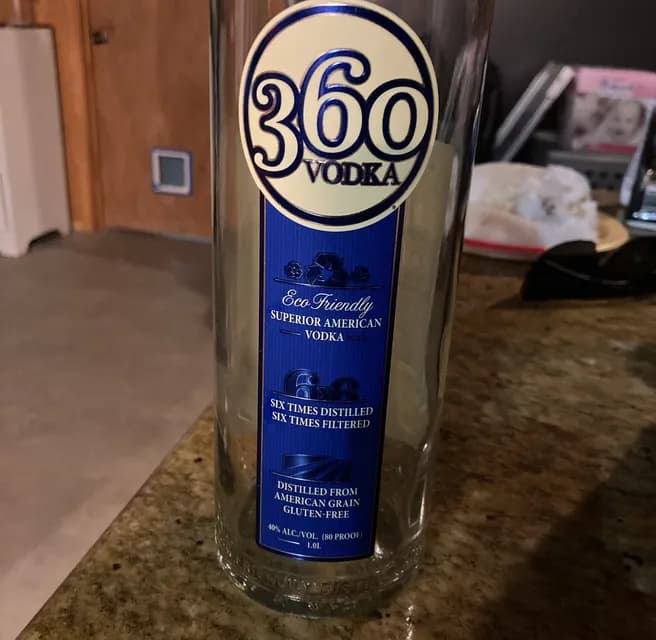 360
VODKA
Eco Friendly
SUPERIOR AMERICAN
VODKA
6x6
SIX TIMES DISTILLED
SIX TIMES FILTERED
DISTILLED FROM
AMERICAN GRAIN
GLUTEN-FREE
40% ALC./VOL. (80 PROOF)
1.0L